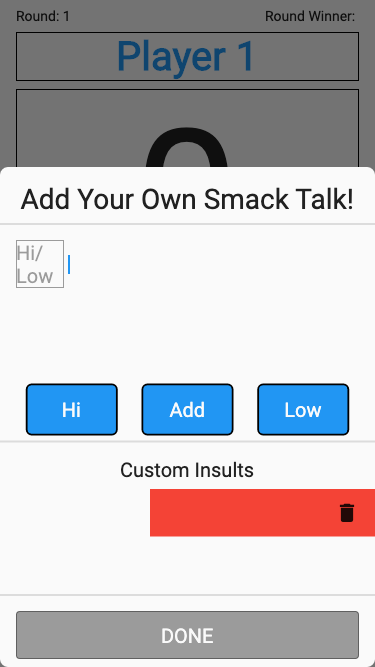 Round: 1
Round Winner:
Player 1
Add Your Own Smack Talk!
Hi/
Low
Hi
Add
Low
Custom Insults
DONE